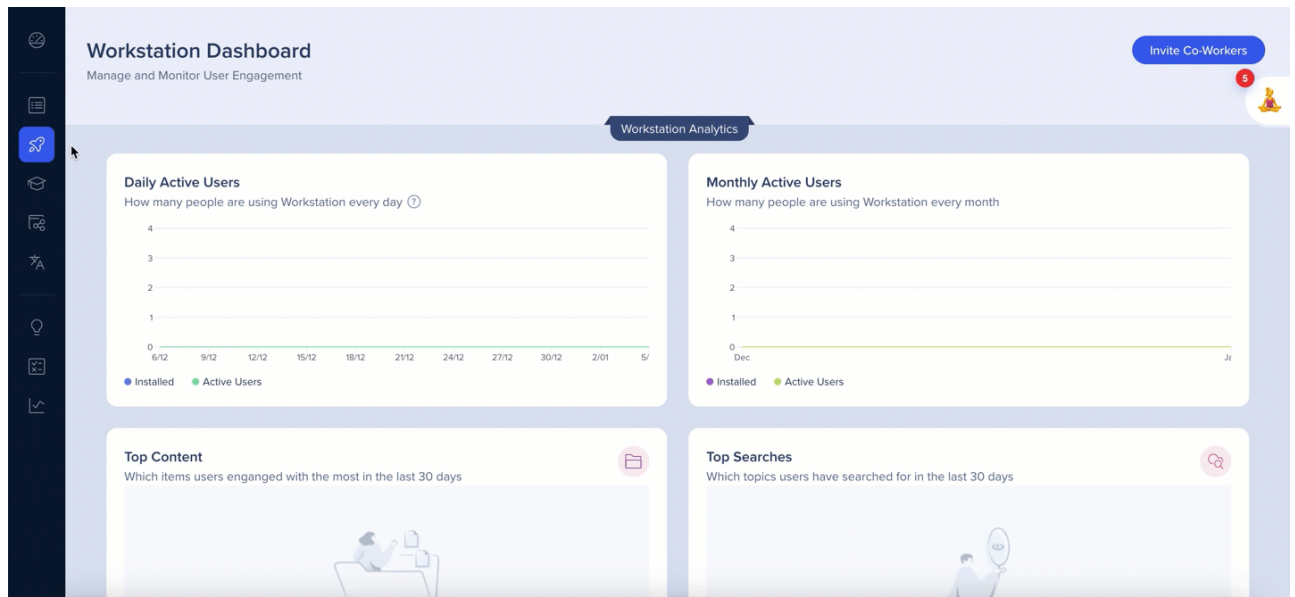 Workstation Dashboard
Manage and Monitor User Engagement
Invite Co-Workers
5
Workstation Analytics
Daily Active Users
How many people are using Workstation every day ?
4
3
2
1
0
6/12 9/12 12/12 15/12 18/12 21/12 24/12 27/12 30/12 2/01 5/
Installed Active Users
Monthly Active Users
How many people are using Workstation every month
4
3
2
1
0
Dec Ja
Installed Active Users
Top Content
Which items users enganged with the most in the last 30 days
Top Searches
Which topics users have searched for in the last 30 days